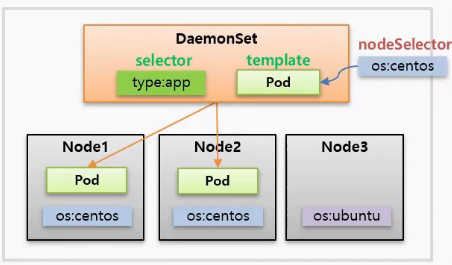 DaemonSet
selector
template
nodeSelector
type:app
Pod
os:centos
Node1
Node2
Node3
Pod
Pod
os:centos
os:centos
os:ubuntu